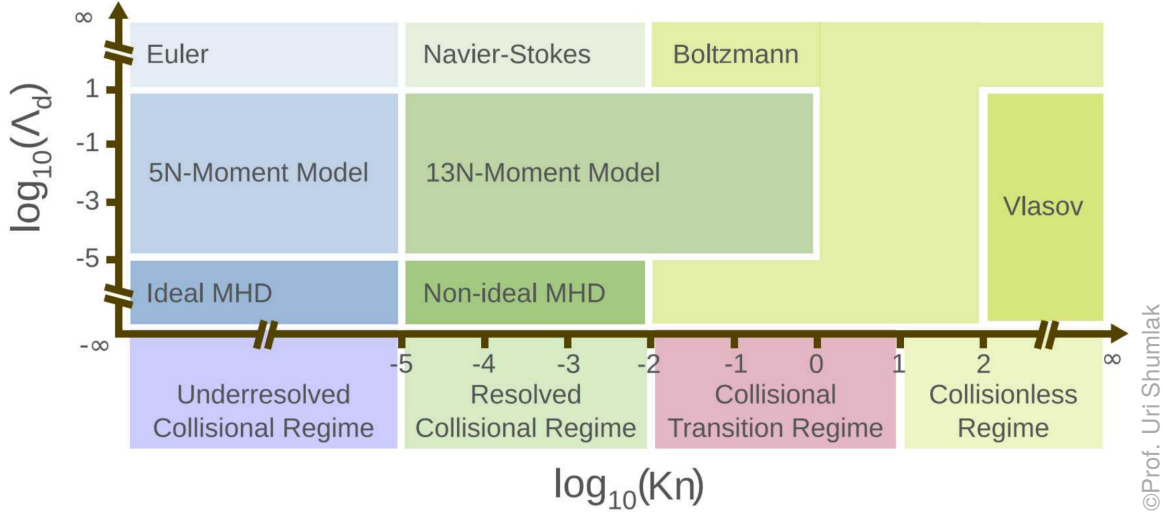 ∞
Euler
Navier-Stokes
Boltzmann
1
-1
-3
-5
-∞
log10(Λd)
5N-Moment Model
13N-Moment Model
Vlasov
Ideal MHD
Non-ideal MHD
-5
-4
-3
-2
-1
0
1
2
∞
Underresolved
Collisional Regime
Resolved
Collisional Regime
Collisional
Transition Regime
Collisionless
Regime
log10(Kn)
©Prof. Uri Shumlak